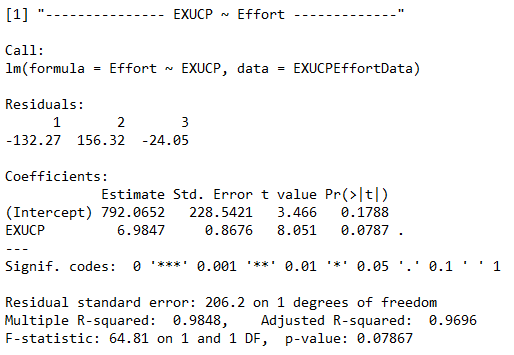 [1] "--------------- EXUCP ~ Effort -------------"
Call:
lm(formula = Effort ~ EXUCP, data = EXUCPEffortData)
Residuals:
      1       2       3
-132.27  156.32  -24.05
Coefficients:
            Estimate Std. Error t value Pr(>|t|)
(Intercept) 792.0652   228.5421   3.466   0.1788
EXUCP         6.9847     0.8676   8.051   0.0787 .
---
Signif. codes:  0 '***' 0.001 '**' 0.01 '*' 0.05 '.' 0.1 ' ' 1
Residual standard error: 206.2 on 1 degrees of freedom
Multiple R-squared:  0.9848,    Adjusted R-squared:  0.9696
F-statistic: 64.81 on 1 and 1 DF,  p-value: 0.07867